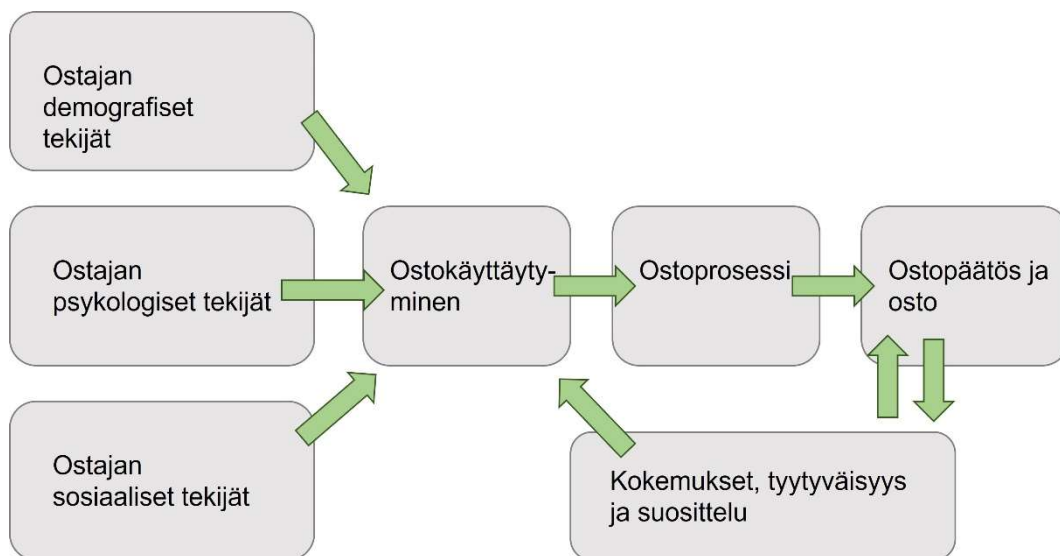 Ostajan
demografiset
tekijät
Ostajan
psykologiset tekijät
Ostajan
sosiaaliset tekijät
Ostokäyttäyty-
minen
Ostoprosessi
Ostopäätös ja
osto
Kokemukset, tyytyväisyys
ja suosittelu